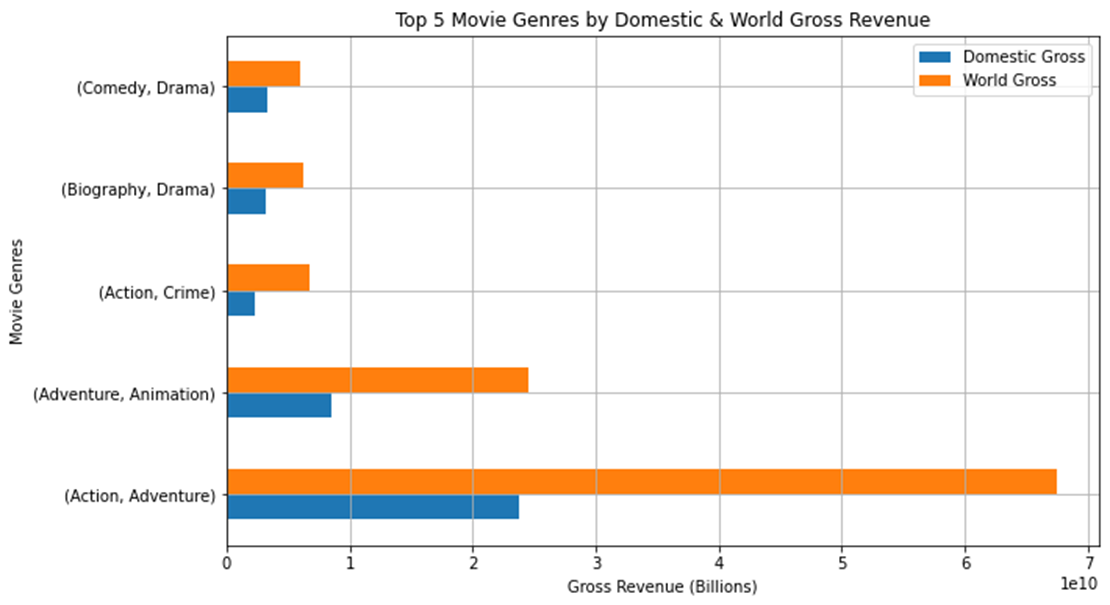 Top 5 Movie Genres by Domestic & World Gross Revenue
Domestic Gross
World Gross
(Comedy, Drama)
(Biography, Drama)
(Action, Crime)
(Adventure, Animation)
(Action, Adventure)
Movie Genres
0 1 2 3 4 5 6 7
1e10
Gross Revenue (Billions)